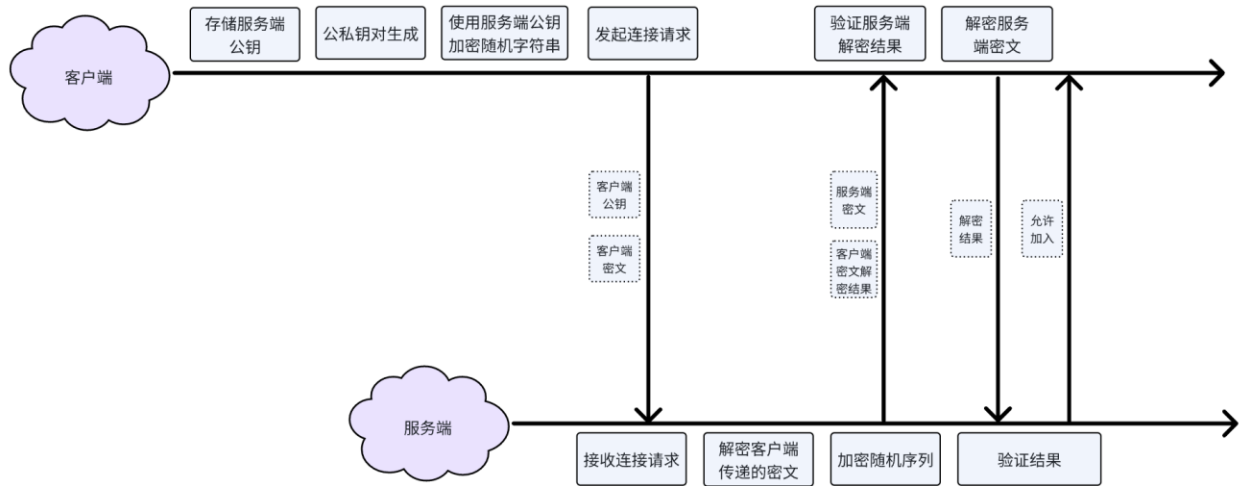 存储服务端
公钥
公私钥对生成
使用服务端公钥
加密随机字符串
发起连接请求
验证服务端
解密结果
解密服务
端密文
客户端
客户端
公钥
客户端
密文
服务端
密文
客户端
密文解
密结果
解密
结果
允许
加入
服务端
接收连接请求
解密客户端
传递的密文
加密随机序列
验证结果